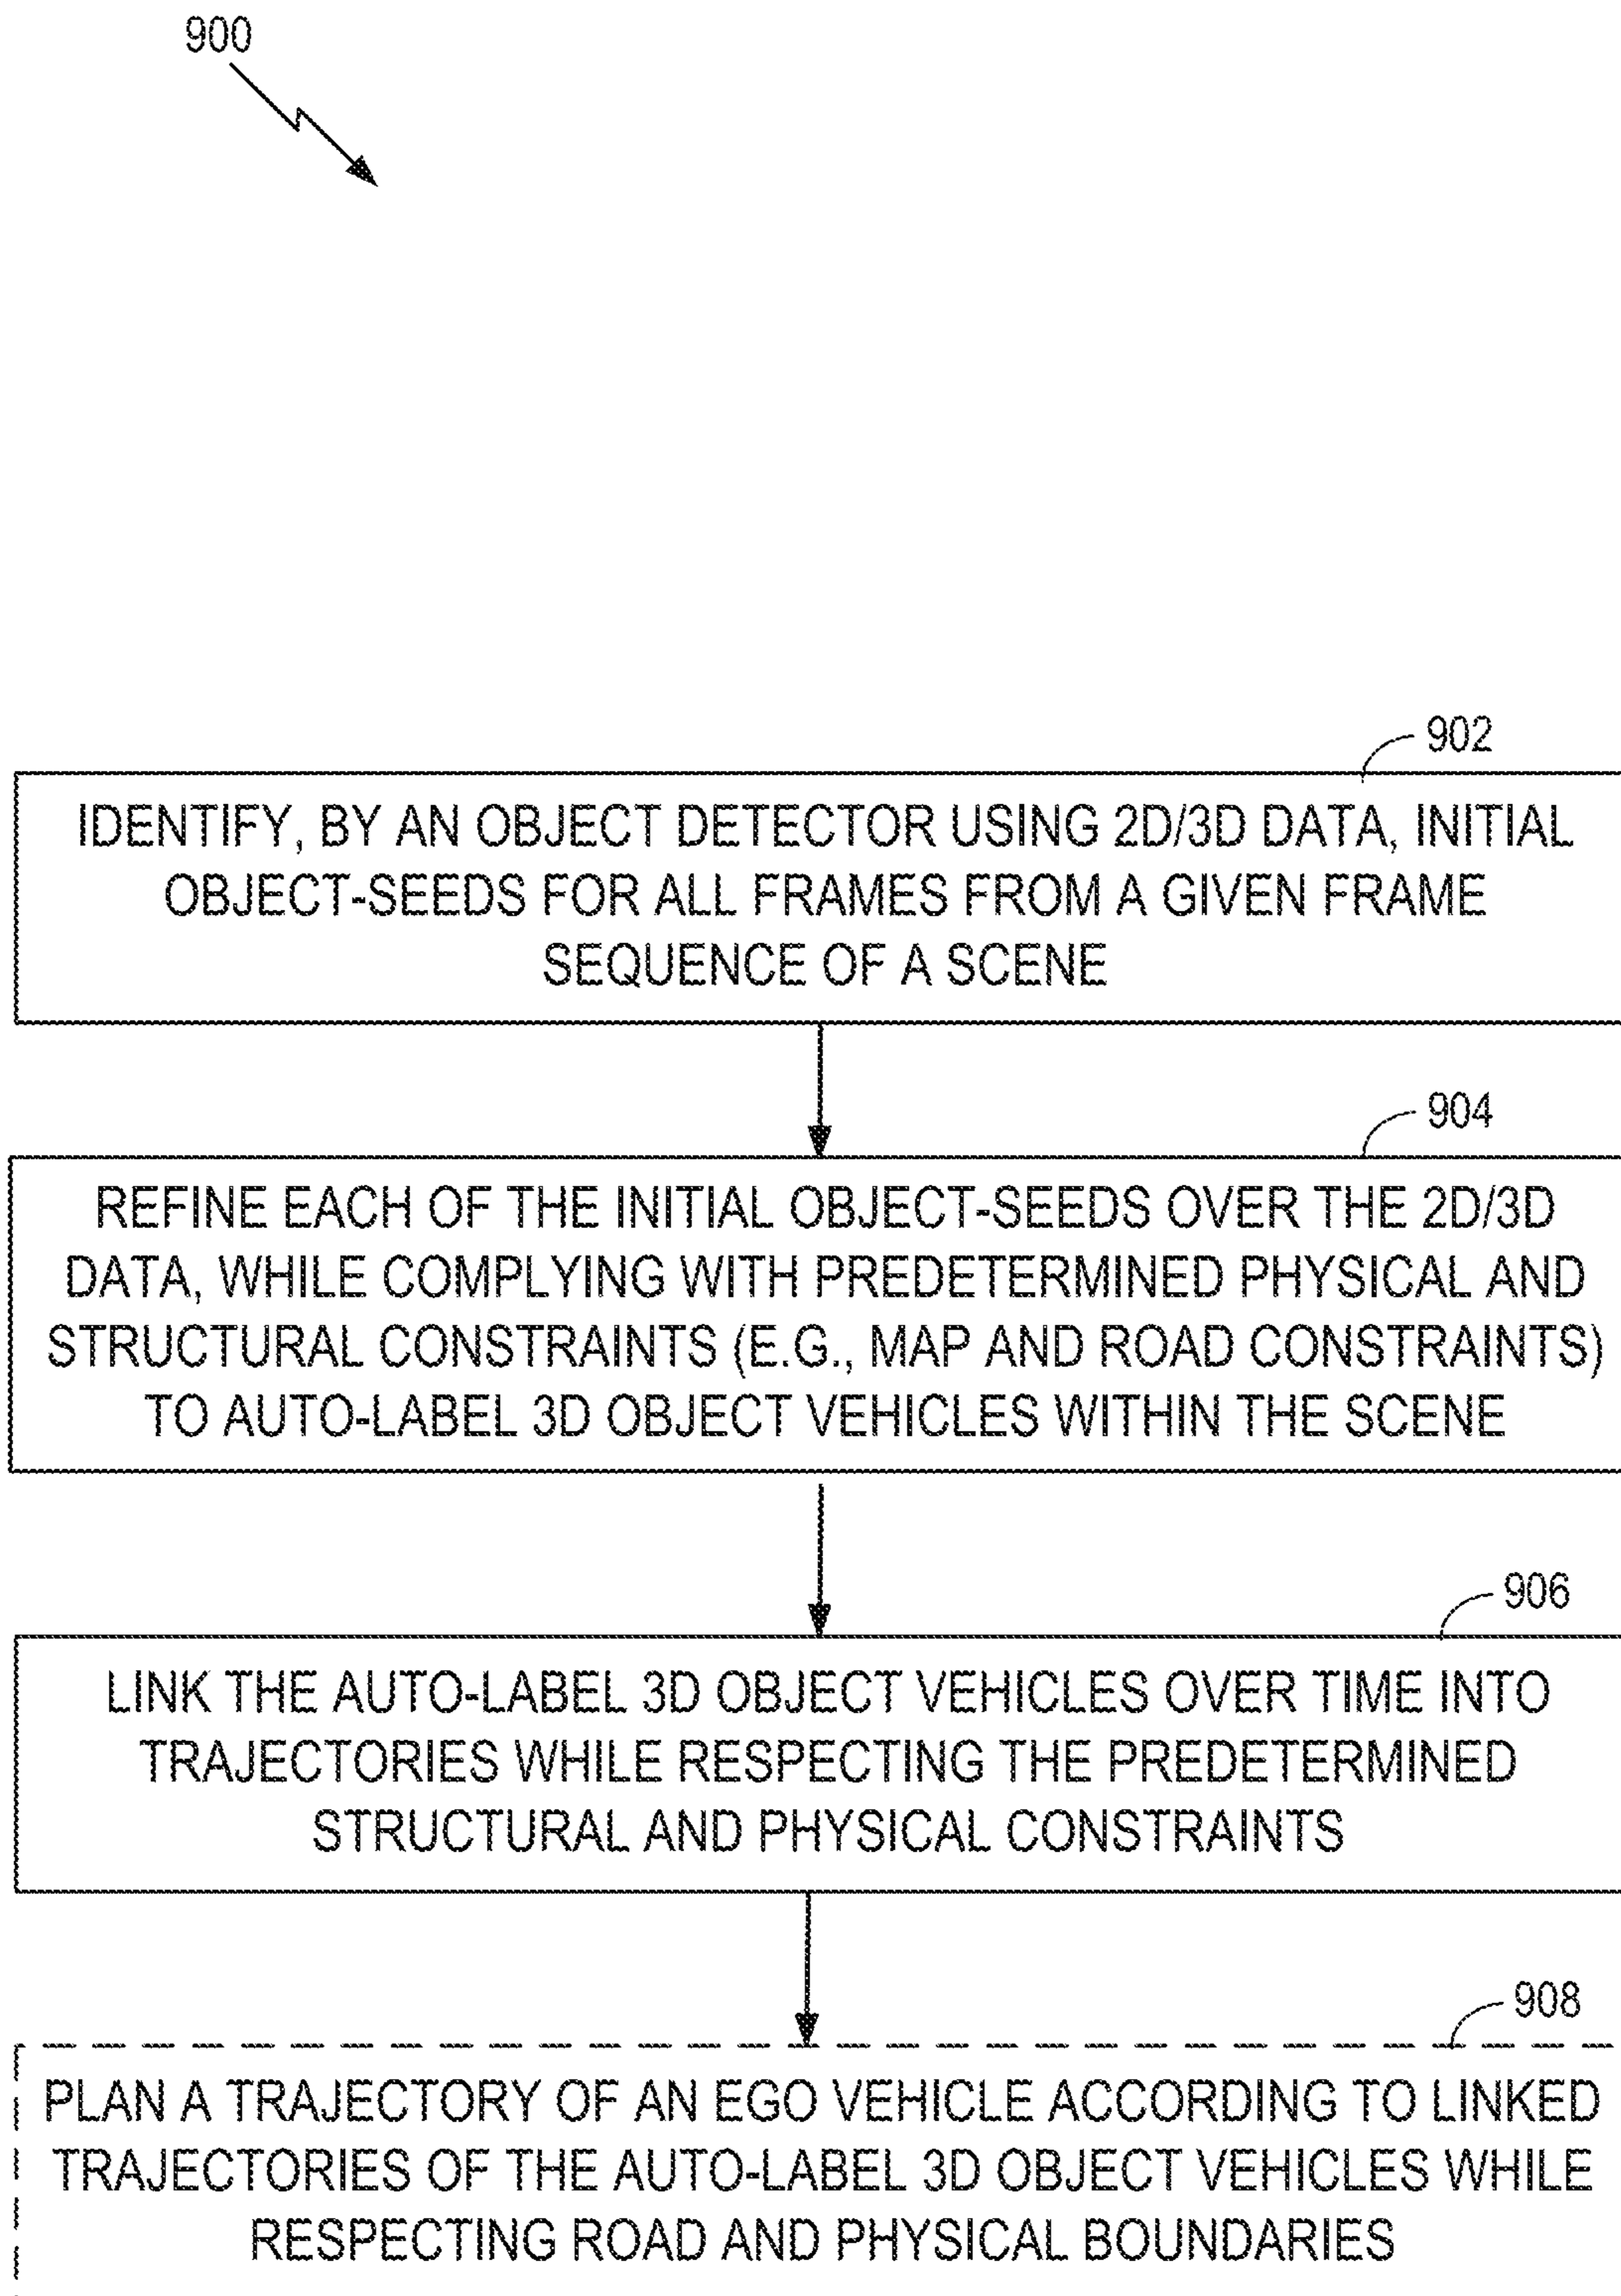 900
902
IDENTIFY, BY AN OBJECT DETECTOR USING 2D/3D DATA, INITIAL
OBJECT-SEEDS FOR ALL FRAMES FROM A GIVEN FRAME
SEQUENCE OF A SCENE
904
REFINE EACH OF THE INITIAL OBJECT-SEEDS OVER THE 2D/3D
DATA, WHILE COMPLYING WITH PREDETERMINED PHYSICAL AND
STRUCTURAL CONSTRAINTS (E.G., MAP AND ROAD CONSTRAINTS)
TO AUTO-LABEL 3D OBJECT VEHICLES WITHIN THE SCENE
906
LINK THE AUTO-LABEL 3D OBJECT VEHICLES OVER TIME INTO
TRAJECTORIES WHILE RESPECTING THE PREDETERMINED
STRUCTURAL AND PHYSICAL CONSTRAINTS
908
PLAN A TRAJECTORY OF AN EGO VEHICLE ACCORDING TO LINKED
TRAJECTORIES OF THE AUTO-LABEL 3D OBJECT VEHICLES WHILE
RESPECTING ROAD AND PHYSICAL BOUNDARIES